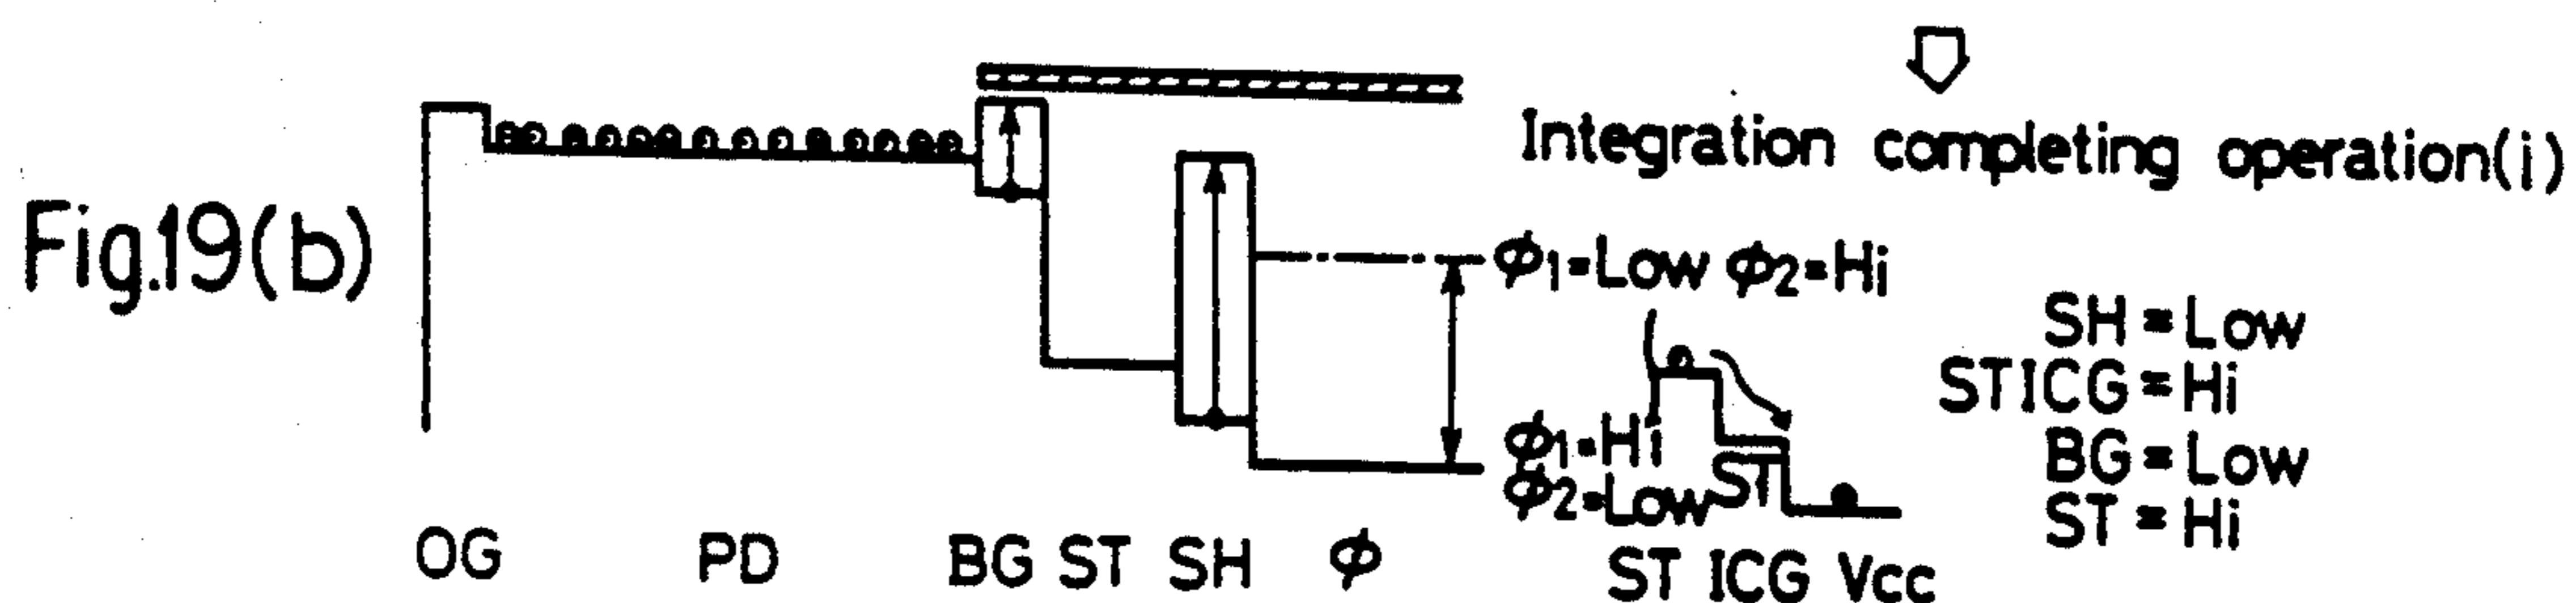 Integration completing operation(i)
Fig.19(b)
ϕ1=Low ϕ2=Hi
SH=Low
STICG=Hi
ϕ1=Hi
ST
BG=Low
ϕ2=Low
ST=Hi
OG PD BG ST SH ϕ
ST ICG Vcc